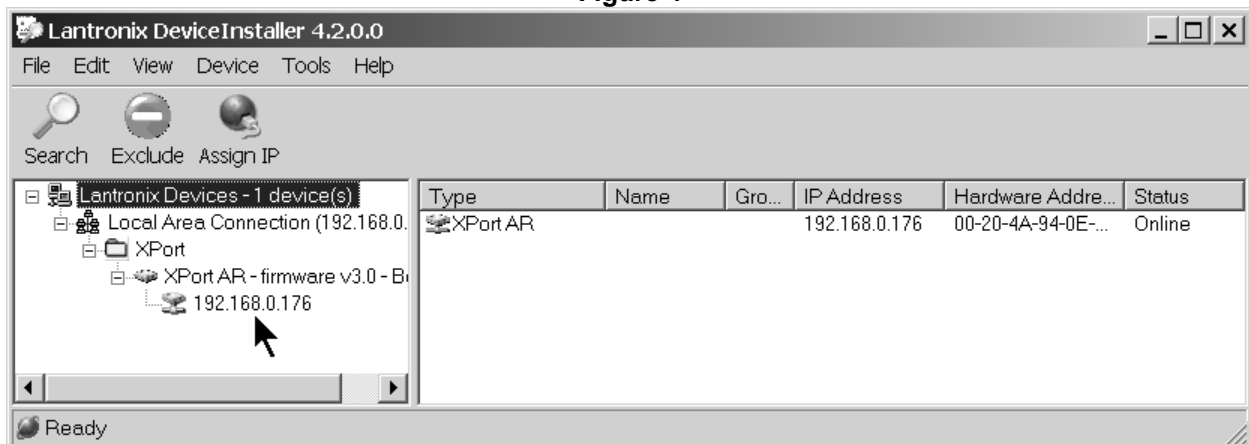 Lantronix DeviceInstaller 4.2.0.0
File Edit View Device Tools Help
Search Exclude Assign IP
Lantronix Devices - 1 device(s)
Type Name Gro... IP Address Hardware Addre... Status
Local Area Connection (192.168.0.
XPort AR 192.168.0.176 00-20-4A-94-0E-... Online
XPort
XPort AR - firmware v3.0 -
192.168.0.176
Ready